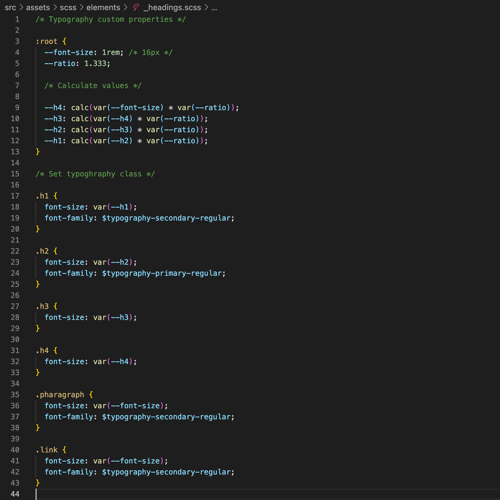 src > assets > scss > elements > _headings.scss > ...
1 /* Typography custom properties */
2
3 :root {
4 --font-size: 1rem; /* 16px */
5 --ratio: 1.333;
6
7 /* Calculate values */
8
9 --h4: calc(var(--font-size) * var(--ratio));
10 --h3: calc(var(--h4) * var(--ratio));
11 --h2: calc(var(--h3) * var(--ratio));
12 --h1: calc(var(--h2) * var(--ratio));
13 }
14
15 /* Set typoghraphy class */
16
17 .h1 {
18 font-size: var(--h1);
19 font-family: $typography-secondary-regular;
20 }
21
22 .h2 {
23 font-size: var(--h2);
24 font-family: $typography-primary-regular;
25 }
26
27 .h3 {
28 font-size: var(--h3);
29 }
30
31 .h4 {
32 font-size: var(--h4);
33 }
34
35 .pharagraph {
36 font-size: var(--font-size);
37 font-family: $typography-secondary-regular;
38 }
39
40 .link {
41 font-size: var(--font-size);
42 font-family: $typography-secondary-regular;
43 }
44